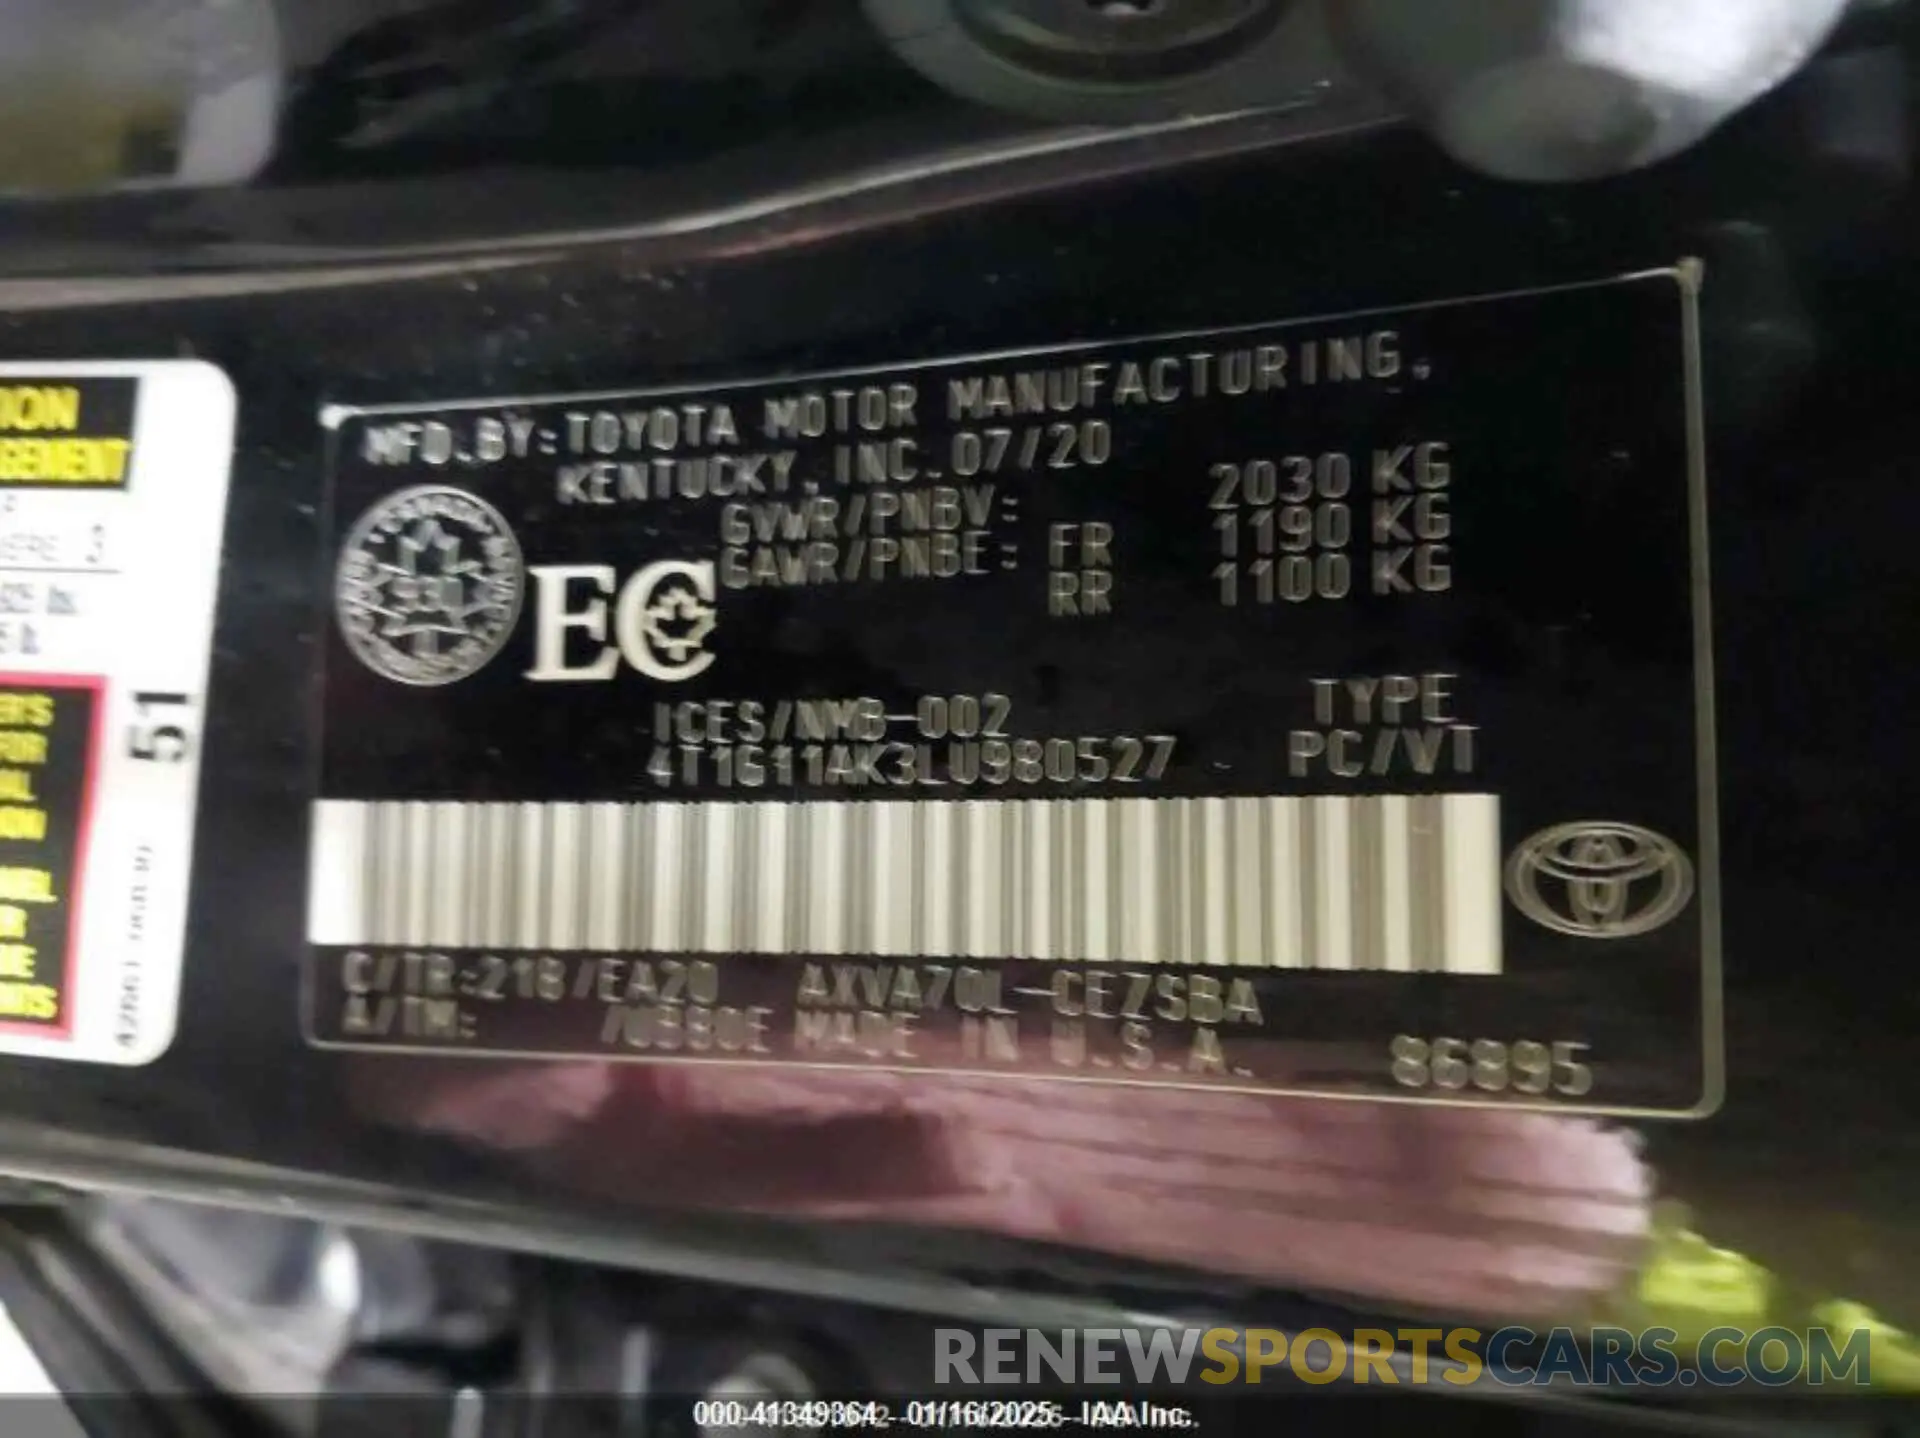 MFD.BY:TOYOTA MOTOR MANUFACTURING,
KENTUCKY, INC. 07/20
GVWR/PNBV: 2030 KG
GAWR/PNBE: FR 1190 KG
RR 1100 KG
EC
ICES/NMB-002 TYPE
4T1G11AK3LU980527 PC/VT
C/TR:218/EA20 AXVA70L-CEZSBA
A/TM: /U880E MADE IN U.S.A.
86895
51
RENEWSPORTSCARS.COM
000-41349364 - 01/16/2025 - IAA Inc.